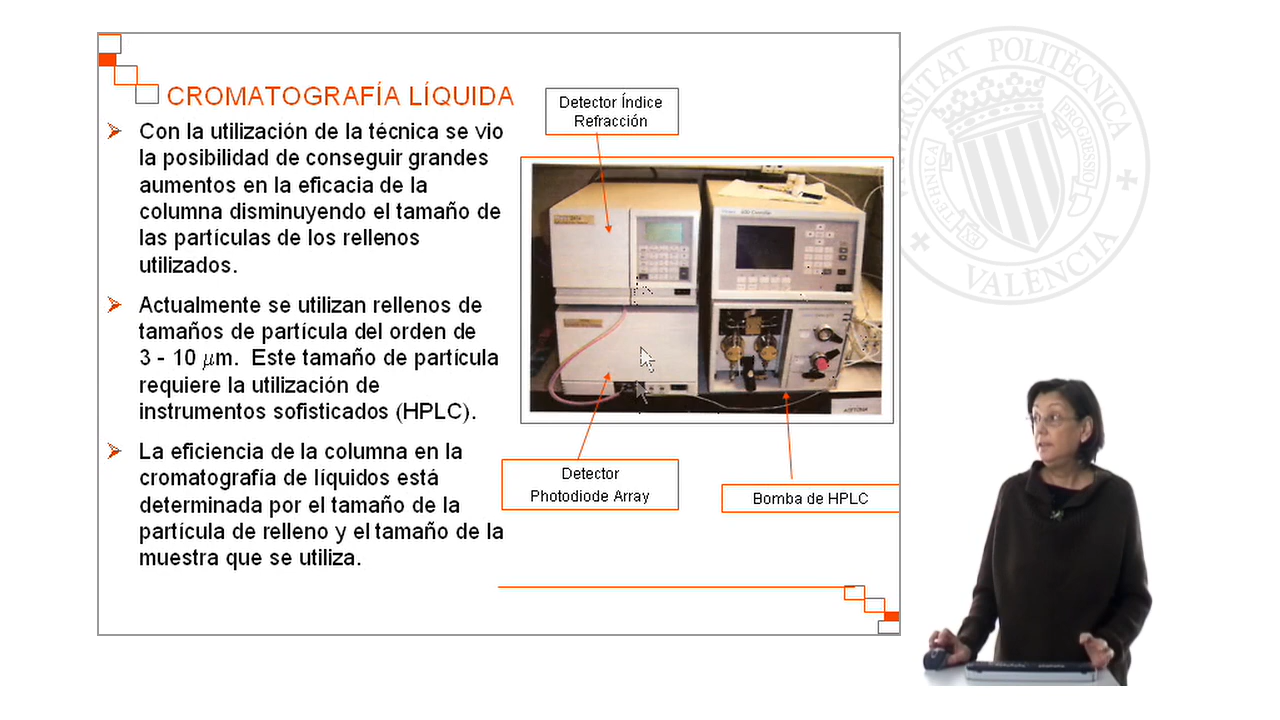 CROMATOGRAFÍA LÍQUIDA
Con la utilización de la técnica se vio
la posibilidad de conseguir grandes
aumentos en la eficacia de la
columna disminuyendo el tamaño de
las partículas de los rellenos
utilizados.
Actualmente se utilizan rellenos de
tamaños de partícula del orden de
3 - 10 μm. Este tamaño de partícula
requiere la utilización de
instrumentos sofisticados (HPLC).
La eficiencia de la columna en la
cromatografía de líquidos está
determinada por el tamaño de la
partícula de relleno y el tamaño de la
muestra que se utiliza.
Detector Índice
Refracción
Detector
Photodiode Array
Bomba de HPLC
ACETONA
POLITÈCNICA
VALÈNCIA
TECHNICA
PROGRESSIO
EX